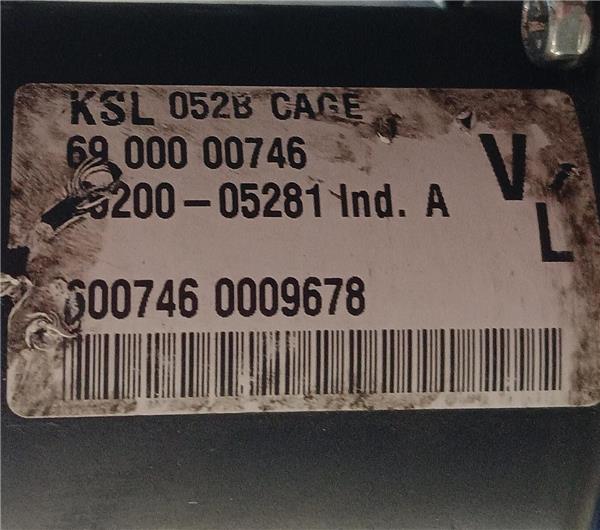 KSL 052B CAGE
69 000 00746
200-05281 Ind. A
V
L
600746 0009678